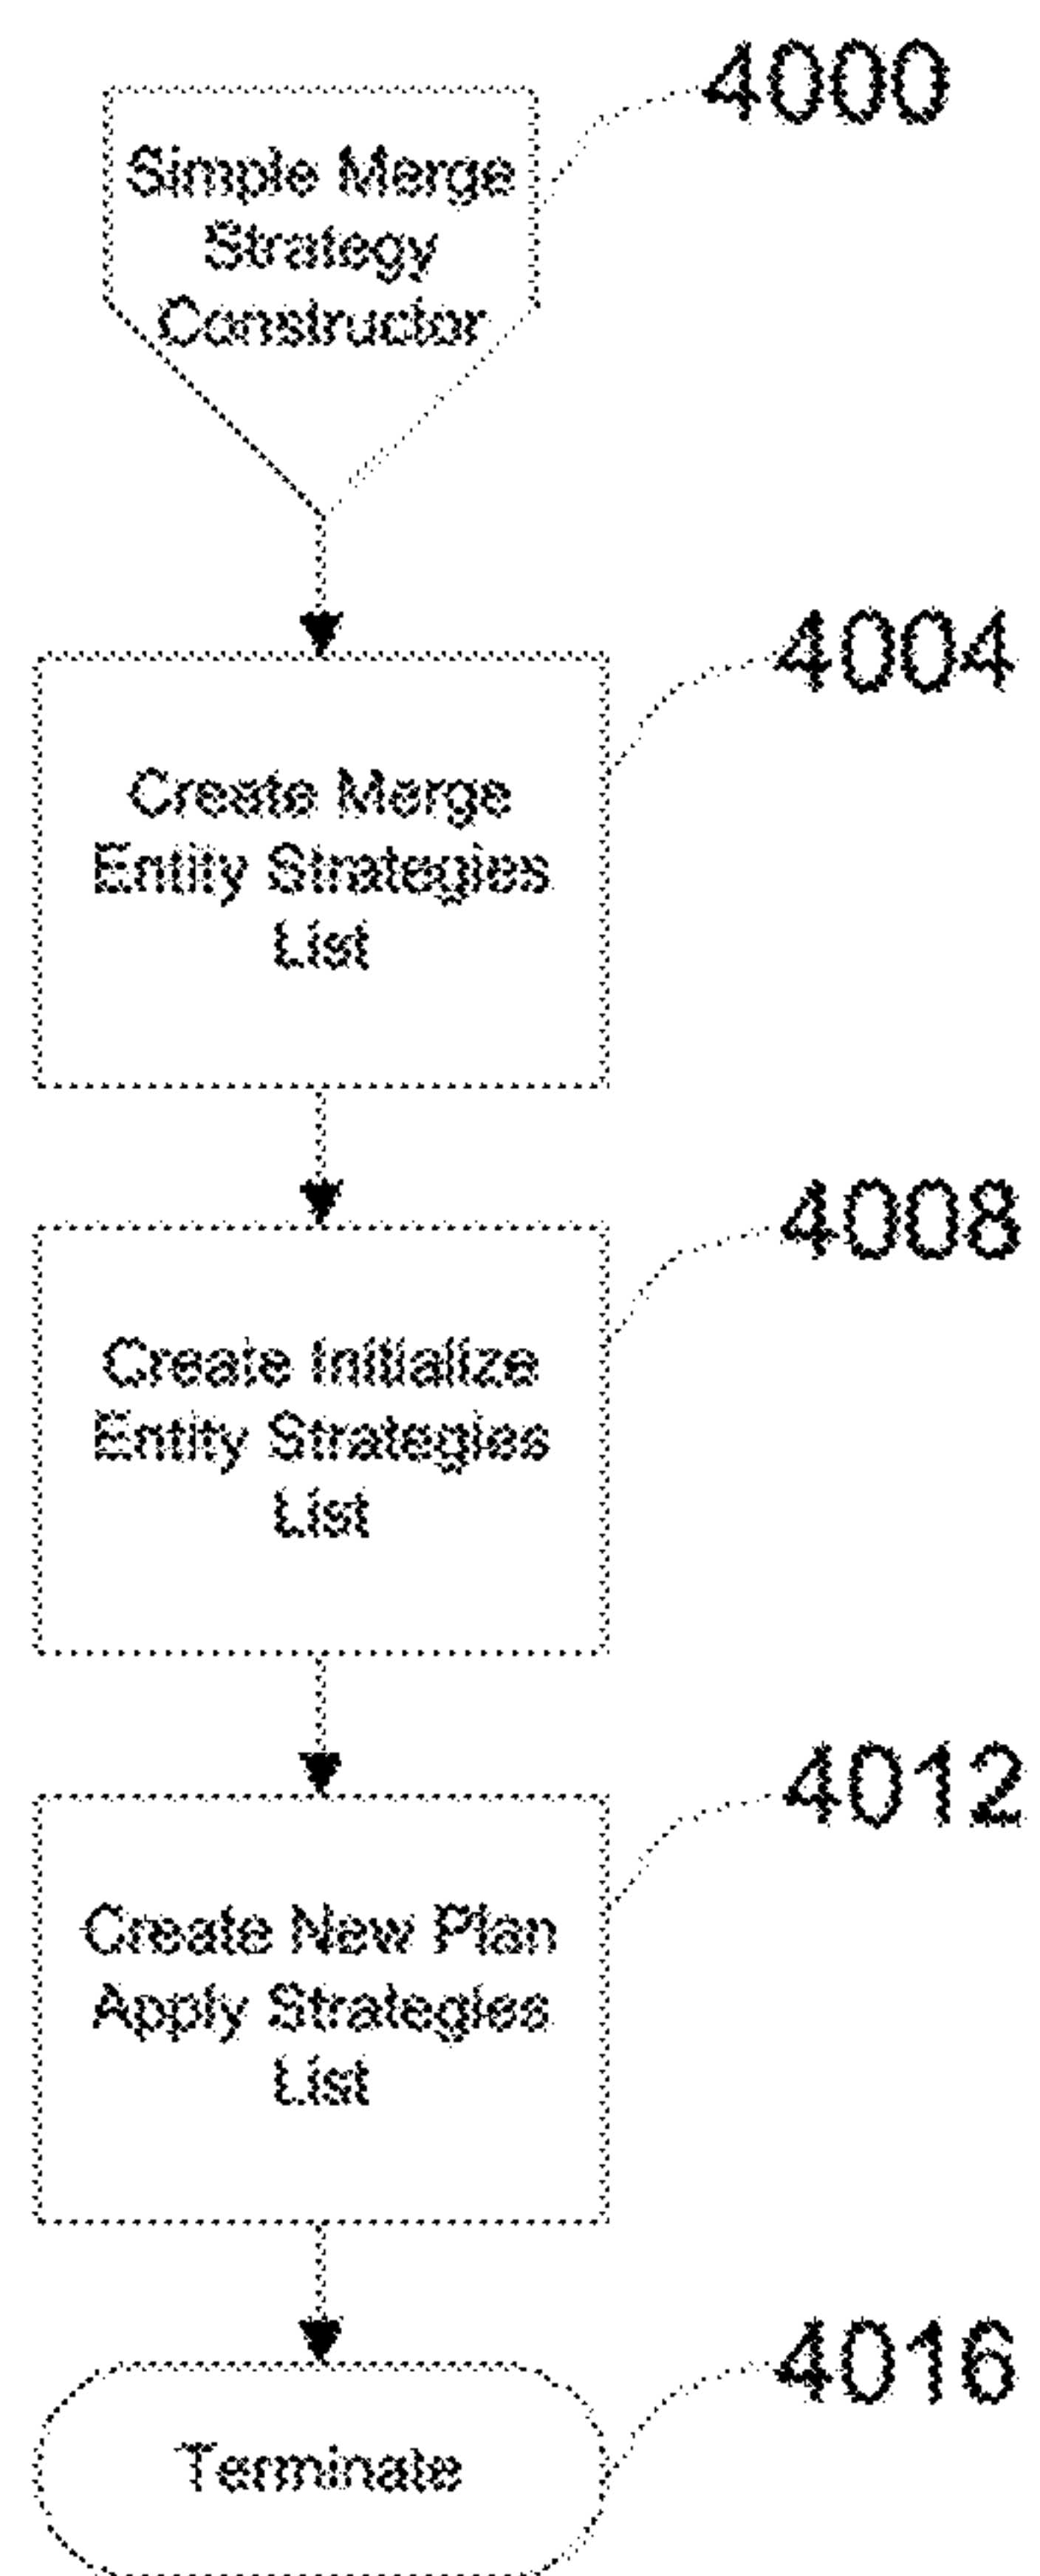 4000
Simple Merge
Strategy
Constructor
4004
Create Merge
Entity Strategies
List
4008
Create Initialize
Entity Strategies
List
4012
Create New Plan
Apply Strategies
List
4016
Terminate